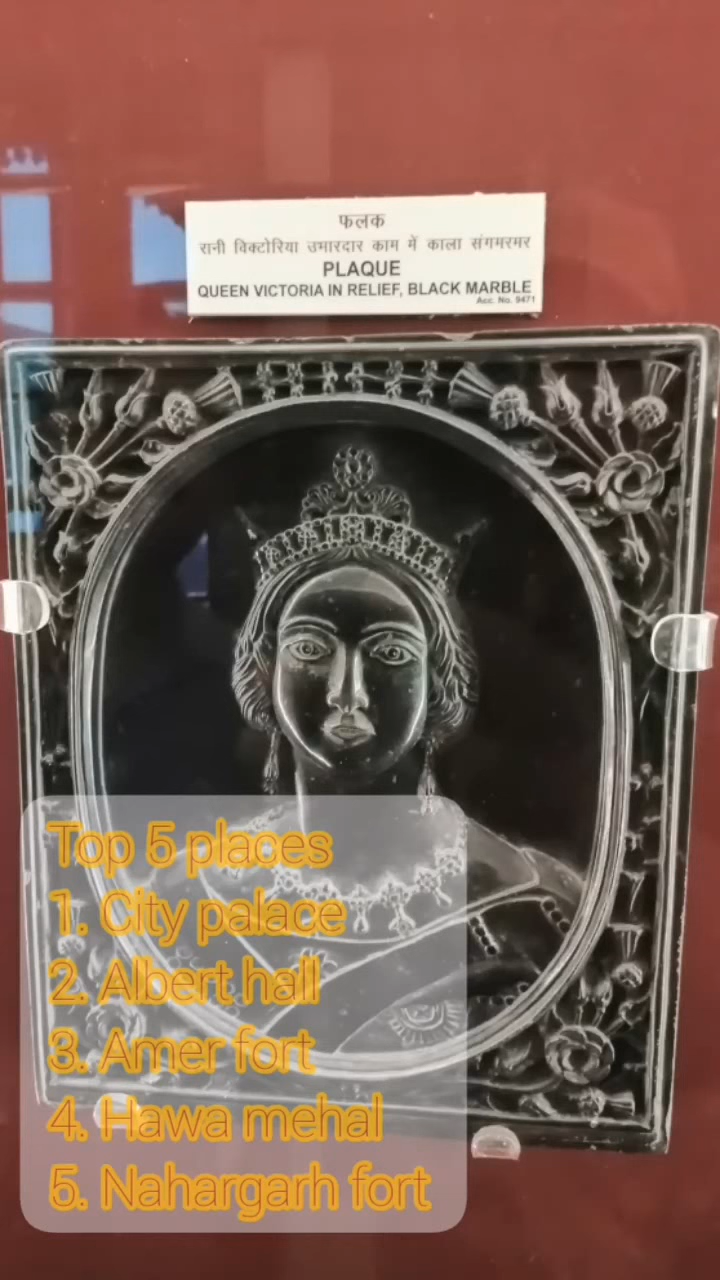 फलक
रानी विक्टोरिया उभारदार काम में काला संगमरमर
PLAQUE
QUEEN VICTORIA IN RELIEF, BLACK MARBLE
Acc. No. 9471
Top 5 places
1. City palace
2. Albert hall
3. Amer fort
4. Hawa mehal
5. Nahargarh fort